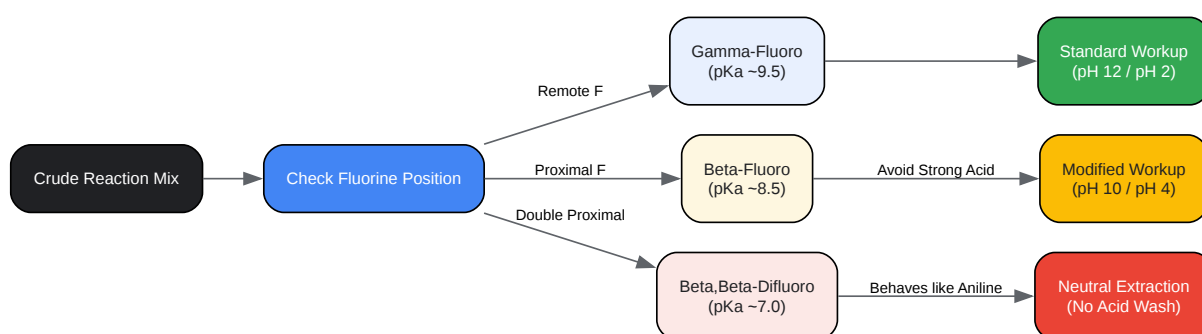 Crude Reaction Mix
Check Fluorine Position
Remote F
Proximal F
Double Proximal
Gamma-Fluoro
(pKa ~9.5)
Beta-Fluoro
(pKa ~8.5)
Beta,Beta-Difluoro
(pKa ~7.0)
Avoid Strong Acid
Behaves like Aniline
Standard Workup
(pH 12 / pH 2)
Modified Workup
(pH 10 / pH 4)
Neutral Extraction
(No Acid Wash)